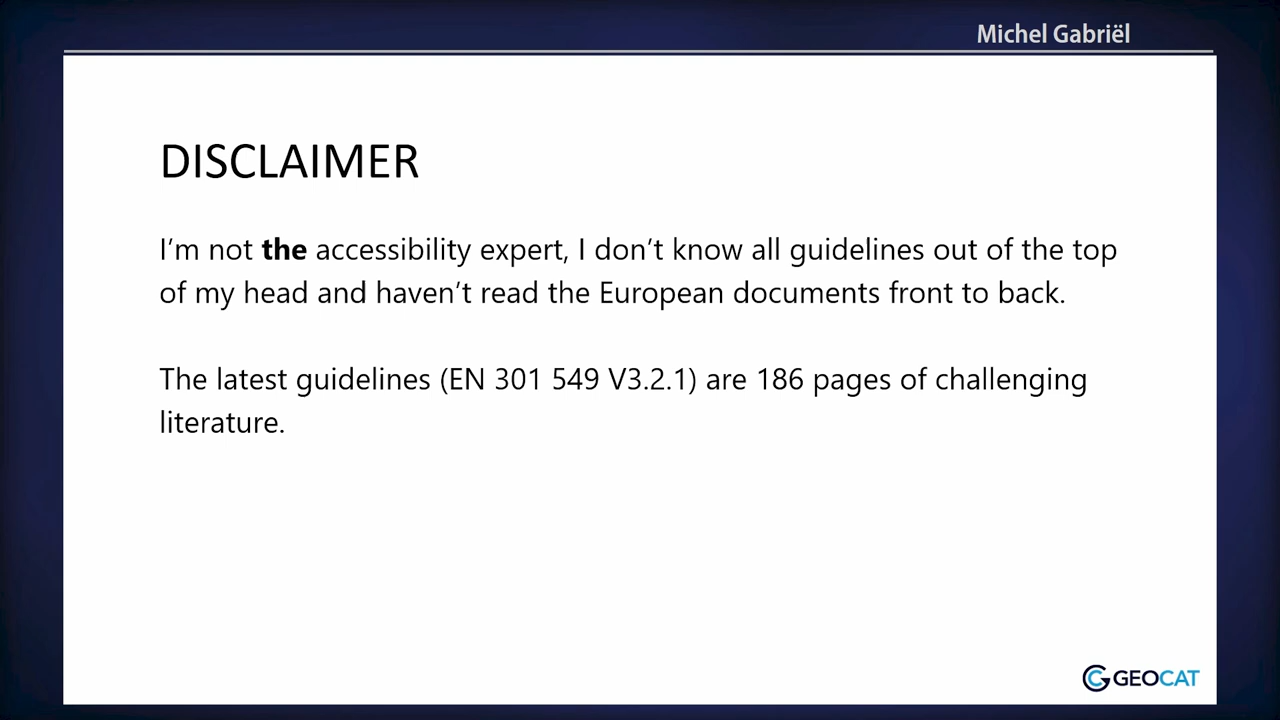 Michel Gabriël
DISCLAIMER
I’m not the accessibility expert, I don’t know all guidelines out of the top
of my head and haven’t read the European documents front to back.
The latest guidelines (EN 301 549 V3.2.1) are 186 pages of challenging
literature.
GEOCAT